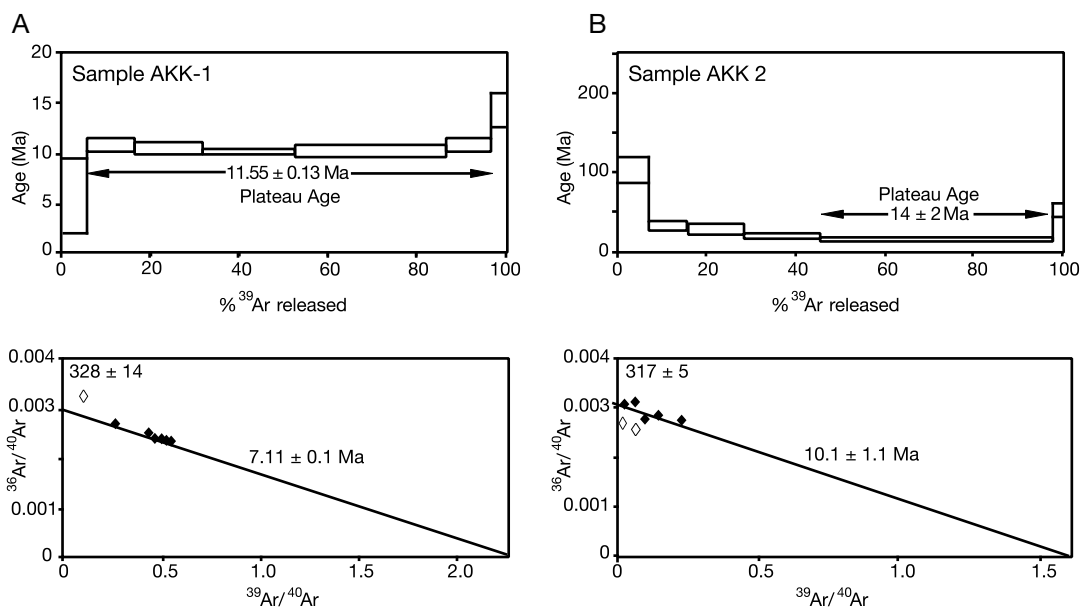 A
20
15
10
5
0
Age (Ma)
Sample AKK-1
11.55 ± 0.13 Ma
Plateau Age
0 20 40 60 80 100
% ³⁹Ar released
B
200
100
0
Age (Ma)
Sample AKK 2
Plateau Age
14 ± 2 Ma
0 20 40 60 80 100
% ³⁹Ar released
0.004
0.003
0.001
0
³⁶Ar/⁴⁰Ar
328 ± 14
7.11 ± 0.1 Ma
0 0.5 1.0 1.5 2.0
³⁹Ar/⁴⁰Ar
0.004
0.003
0.001
0
³⁶Ar/⁴⁰Ar
317 ± 5
10.1 ± 1.1 Ma
0 0.5 1.0 1.5
³⁹Ar/⁴⁰Ar